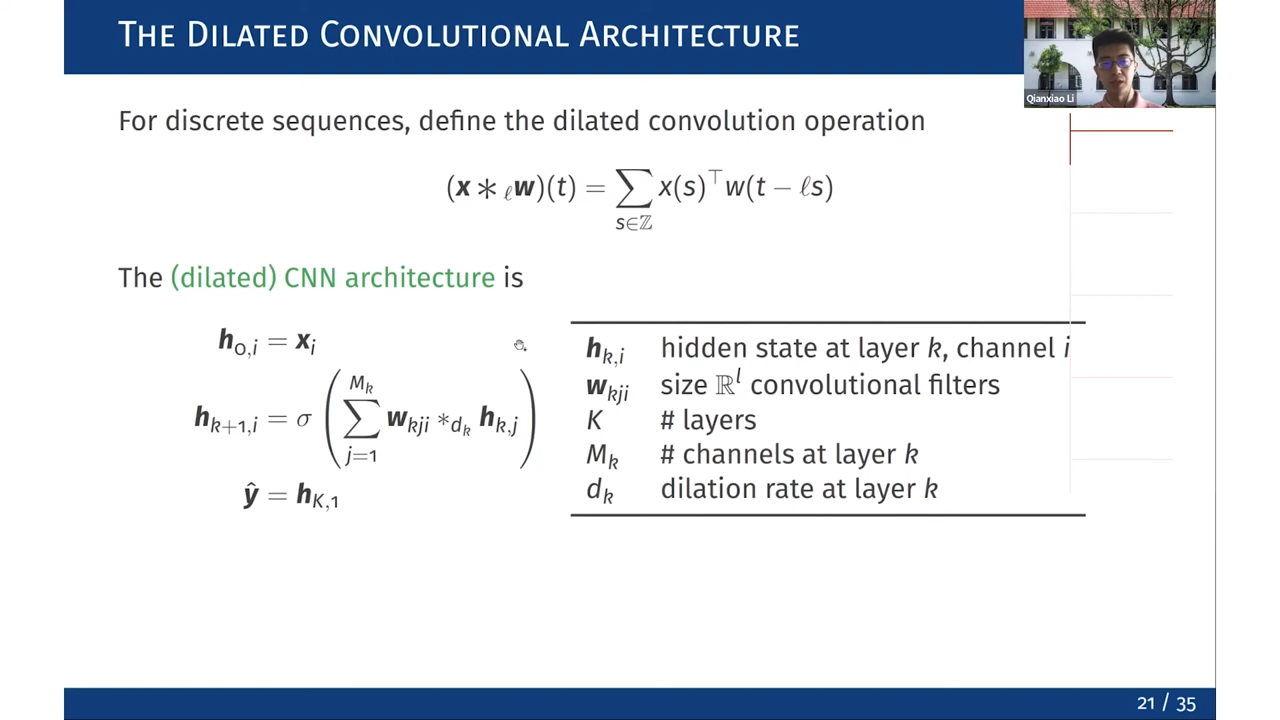 THE DILATED CONVOLUTIONAL ARCHITECTURE
Qianxiao Li
For discrete sequences, define the dilated convolution operation
(x ∗ₗ w)(t) = ∑_{s∈ℤ} x(s)^⊤ w(t − ℓs)
The (dilated) CNN architecture is
h_{0,i} = x_i
h_{k+1,i} = σ ( ∑_{j=1}^{M_k} w_{kji} ∗_{d_k} h_{k,j} )
ŷ = h_{K,1}
h_{k,i} hidden state at layer k, channel i
w_{kji} size ℝ^l convolutional filters
K # layers
M_k # channels at layer k
d_k dilation rate at layer k
21 / 35